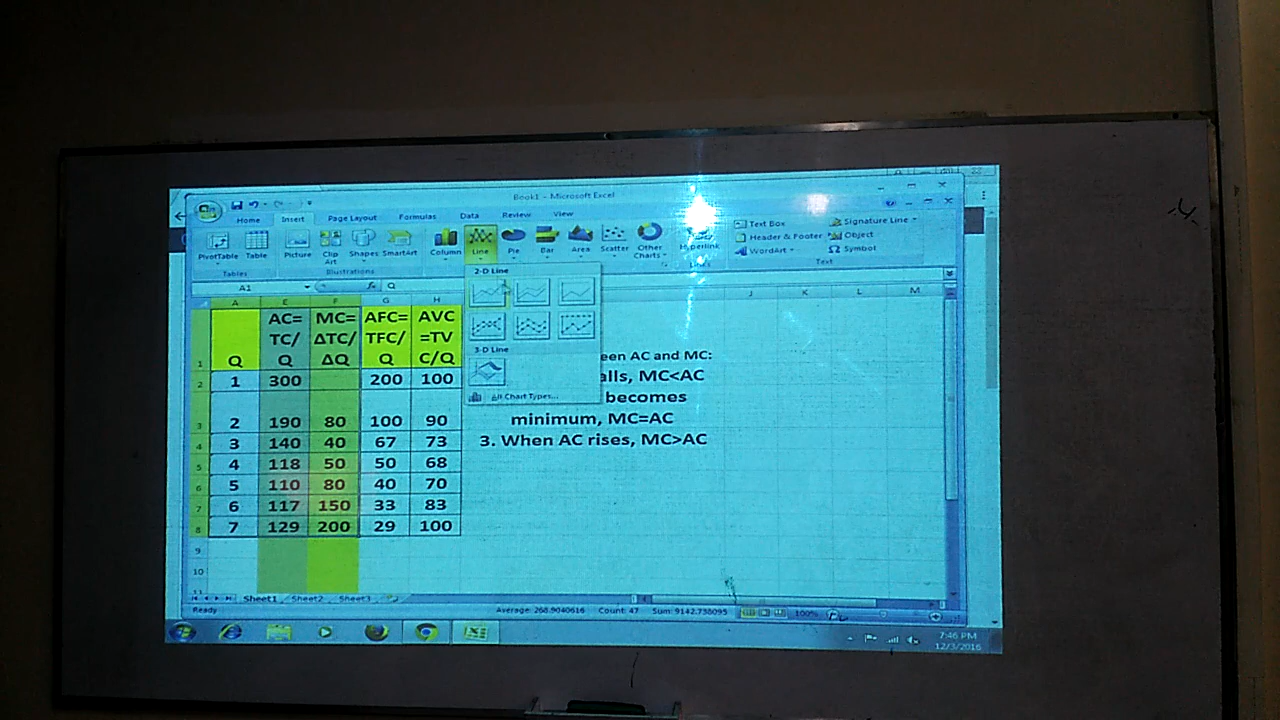 Book1 - Microsoft Excel
Home Insert Page Layout Formulas Data Review View
PivotTable Table Picture Clip Art Shapes SmartArt Column Line Pie Bar Area Scatter Other Charts Hyperlink Text Box Header & Footer WordArt Signature Line Object Symbol
Tables Illustrations Links Text
2-D Line
3-D Line
All Chart Types...
A1 fx Q
A E F G H J K L M
1 Q AC=TC/Q MC=ΔTC/ΔQ AFC=TFC/Q AVC=TVC/Q
een AC and MC:
2 1 300 200 100
alls, MC<AC
becomes
3 2 190 80 100 90
minimum, MC=AC
4 3 140 40 67 73
3. When AC rises, MC>AC
5 4 118 50 50 68
6 5 110 80 40 70
7 6 117 150 33 83
8 7 129 200 29 100
9
10
11
Sheet1 Sheet2 Sheet3
Ready Average: 268.9040616 Count: 47 Sum: 9142.738095 100%
7:46 PM
12/3/2016